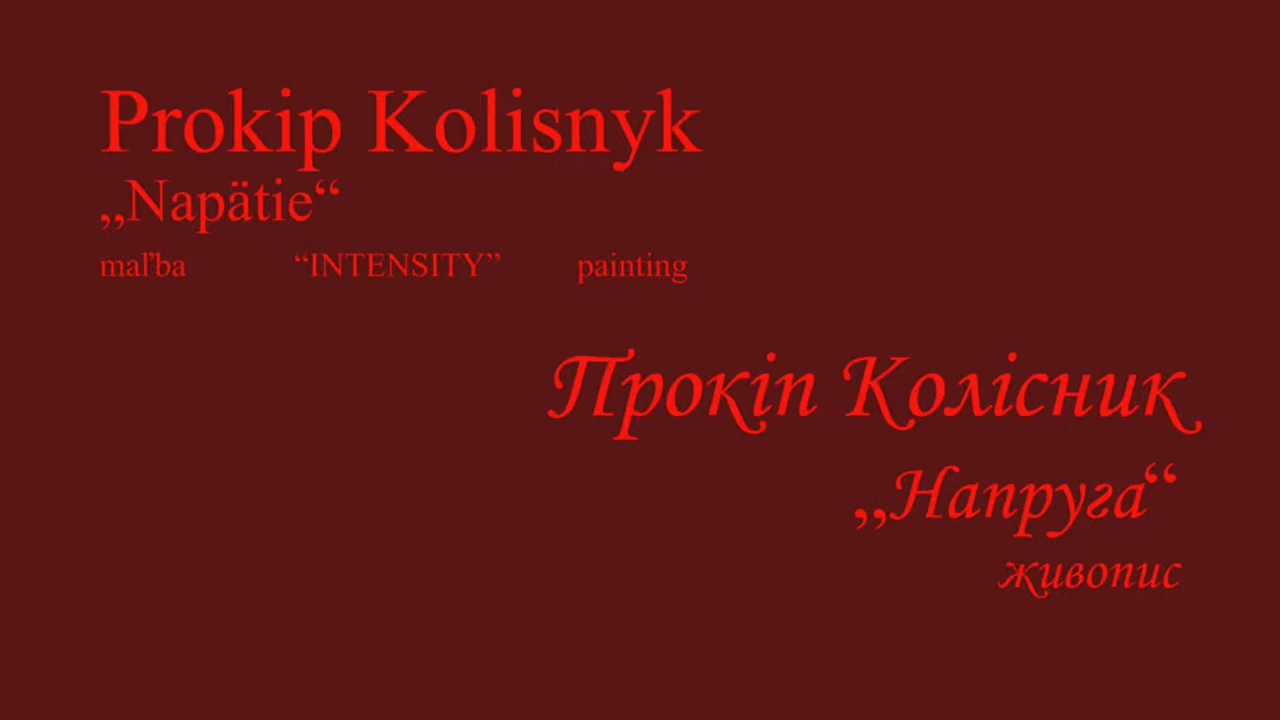 Prokip Kolisnyk
„Napätie“
maľba “INTENSITY” painting
Прокіп Колісник
„Напруга“
живопис